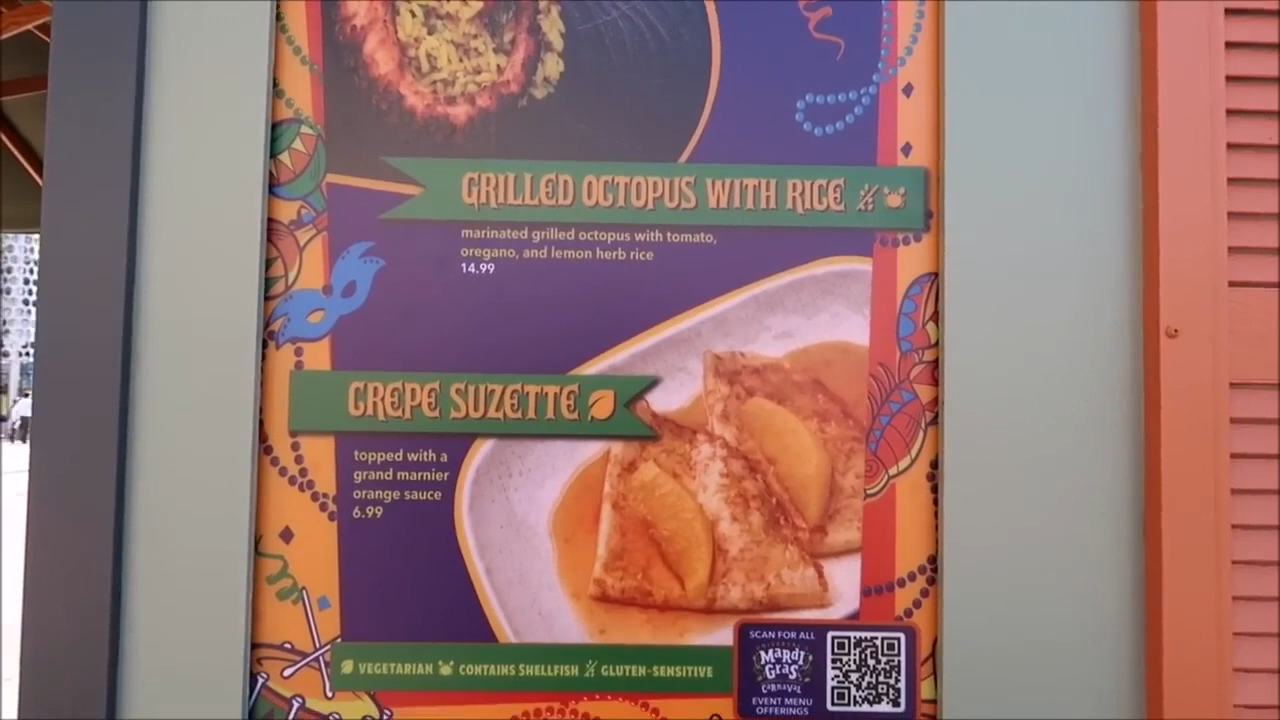 GRILLED OCTOPUS WITH RICE
marinated grilled octopus with tomato,
oregano, and lemon herb rice
14.99
CREPE SUZETTE
topped with a
grand marnier
orange sauce
6.99
VEGETARIAN CONTAINS SHELLFISH GLUTEN-SENSITIVE
SCAN FOR ALL
MARDI
GRAS
CARNAVAL
EVENT MENU
OFFERINGS